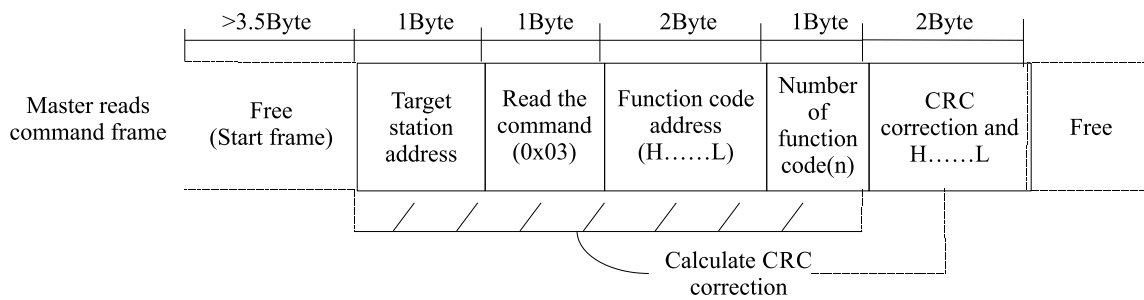 >3.5Byte 1Byte 1Byte 2Byte 1Byte 2Byte
Master reads
command frame
Free
(Start frame)
Target
station
address
Read the
command
(0x03)
Function code
address
(H……L)
Number
of
function
code(n)
CRC
correction and
H……L
Free
Calculate CRC
correction